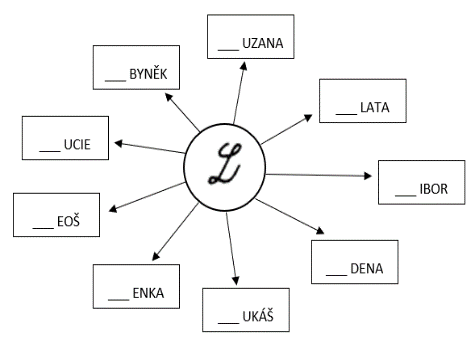 ___ UZANA
___ BYNĚK
___ LATA
___ UCIE
L
___ IBOR
___ EOŠ
___ DENA
___ ENKA
___ UKÁŠ